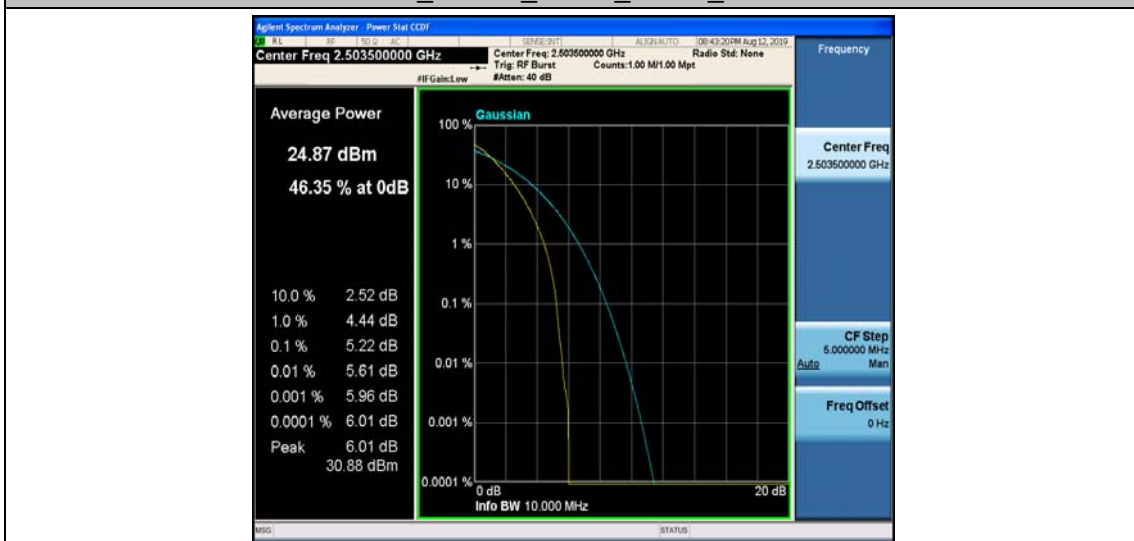 _ _ _ _
Agilent Spectrum Analyzer - Power Stat CCDF
RL RF 50 Ω AC SENSE:INT ALIGN AUTO 08:43:20 PM Aug 12, 2019
Center Freq 2.503500000 GHz
Center Freq: 2.503500000 GHz Radio Std: None
Trig: RF Burst Counts:1.00 M/1.00 Mpt
#IFGain:Low #Atten: 40 dB
Frequency
Average Power
24.87 dBm
46.35 % at 0dB
10.0 % 2.52 dB
1.0 % 4.44 dB
0.1 % 5.22 dB
0.01 % 5.61 dB
0.001 % 5.96 dB
0.0001 % 6.01 dB
Peak 6.01 dB
30.88 dBm
Gaussian
100 %
10 %
1 %
0.1 %
0.01 %
0.001 %
0.0001 %
0 dB 20 dB
Info BW 10.000 MHz
Center Freq
2.503500000 GHz
CF Step
5.000000 MHz
Auto Man
Freq Offset
0 Hz
MSG STATUS